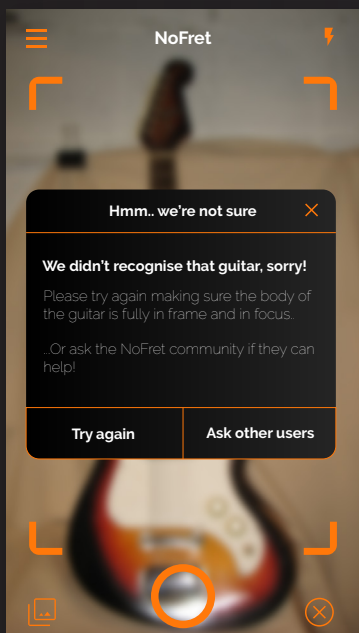 NoFret
Hmm.. we're not sure
We didn't recognise that guitar, sorry!
Please try again making sure the body of
the guitar is fully in frame and in focus..
...Or ask the NoFret community if they can
help!
Try again
Ask other users